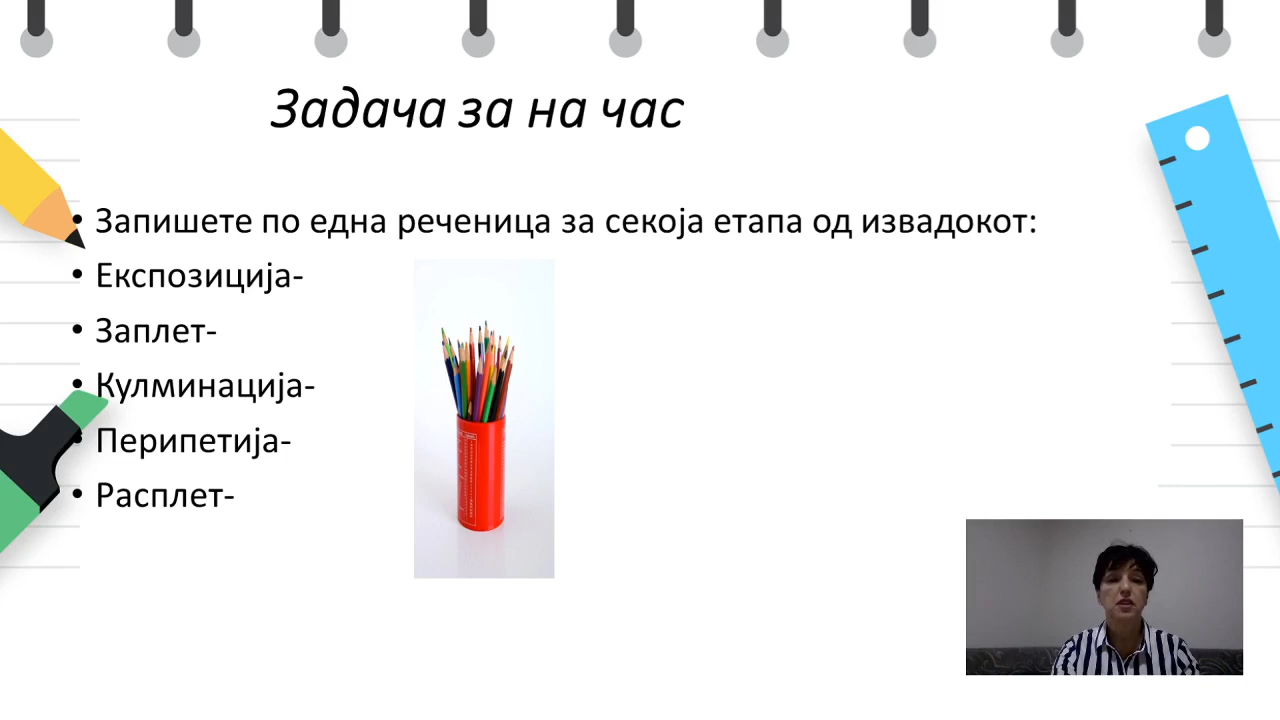 Задача за на час
Запишете по една реченица за секоја етапа од извадокот:
Експозиција-
Заплет-
Кулминација-
Перипетија-
Расплет-